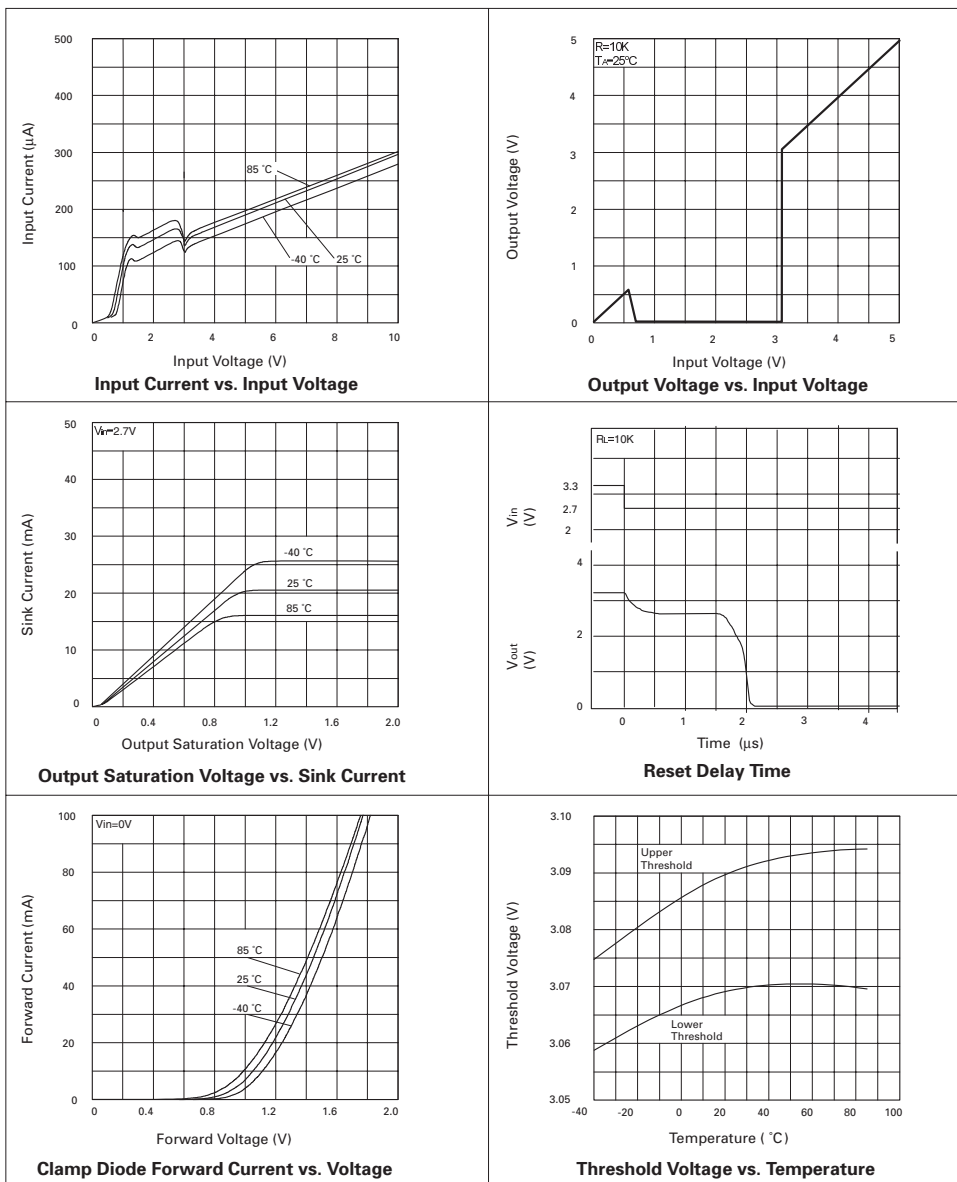 500
400
300
200
100
0
Input Current (µA)
85 ˚C
-40 ˚C
25 ˚C
0 2 4 6 8 10
Input Voltage (V)
Input Current vs. Input Voltage
R=10K
TA=25°C
5
4
3
2
1
0
Output Voltage (V)
0 1 2 3 4 5
Input Voltage (V)
Output Voltage vs. Input Voltage
Vin=2.7V
50
40
30
20
10
0
Sink Current (mA)
-40 ˚C
25 ˚C
85 ˚C
0 0.4 0.8 1.2 1.6 2.0
Output Saturation Voltage (V)
Output Saturation Voltage vs. Sink Current
RL=10K
3.3
2.7
2
Vin
(V)
4
2
0
Vout
(V)
0 1 2 3 4
Time (µs)
Reset Delay Time
Vin=0V
100
80
60
40
20
0
Forward Current (mA)
85 ˚C
25 ˚C
-40 ˚C
0 0.4 0.8 1.2 1.6 2.0
Forward Voltage (V)
Clamp Diode Forward Current vs. Voltage
3.10
3.09
3.08
3.07
3.06
3.05
Threshold Voltage (V)
Upper
Threshold
Lower
Threshold
-40 -20 0 20 40 60 80 100
Temperature ( ˚C)
Threshold Voltage vs. Temperature